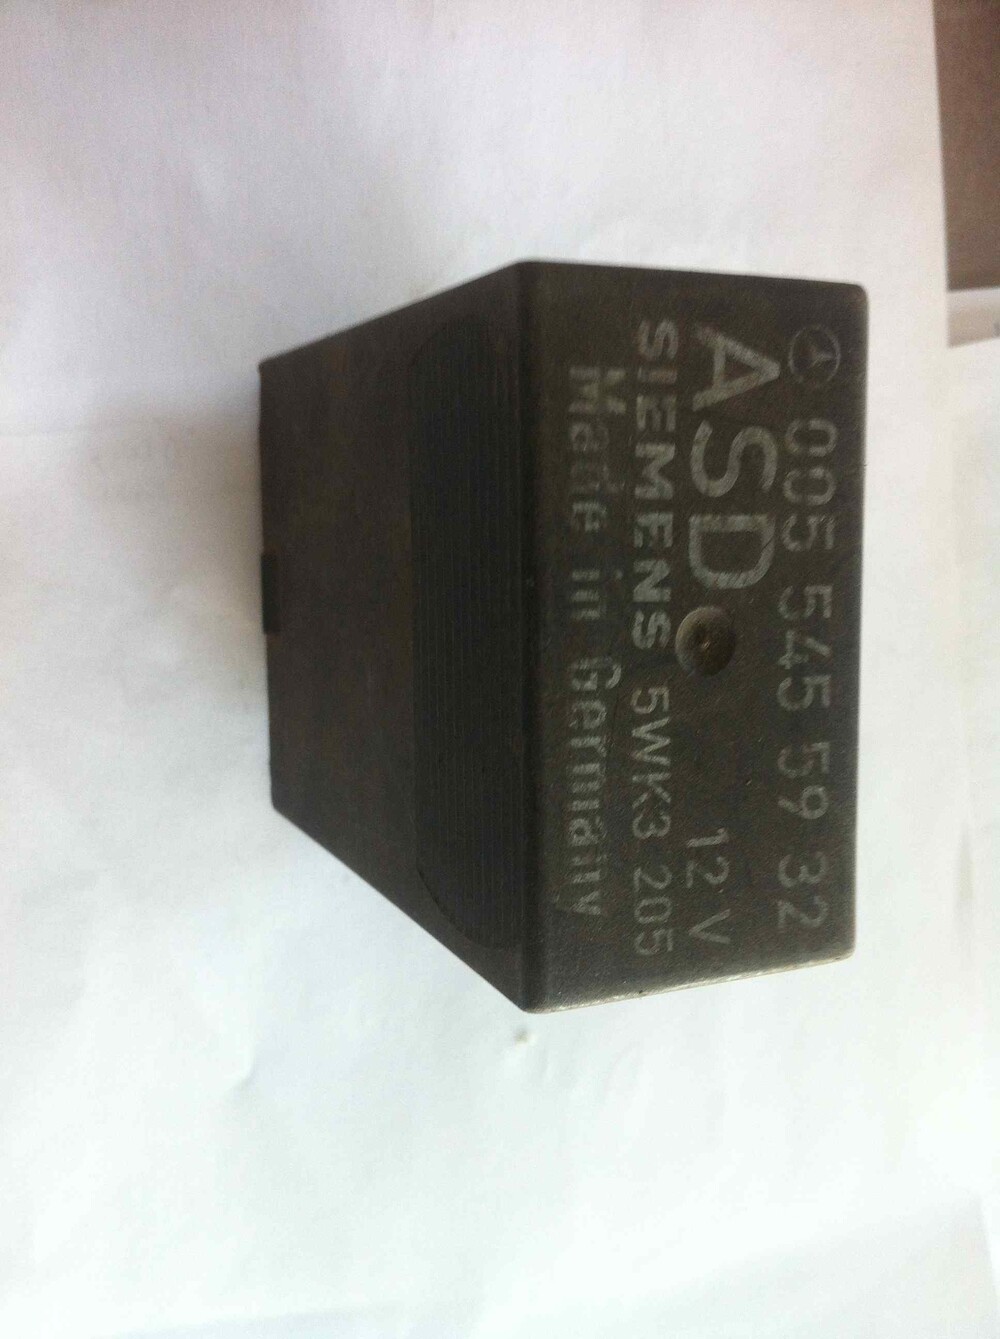 005 545 59 32
ASD 12 V
SIEMENS 5WK3 205
Made in Germany